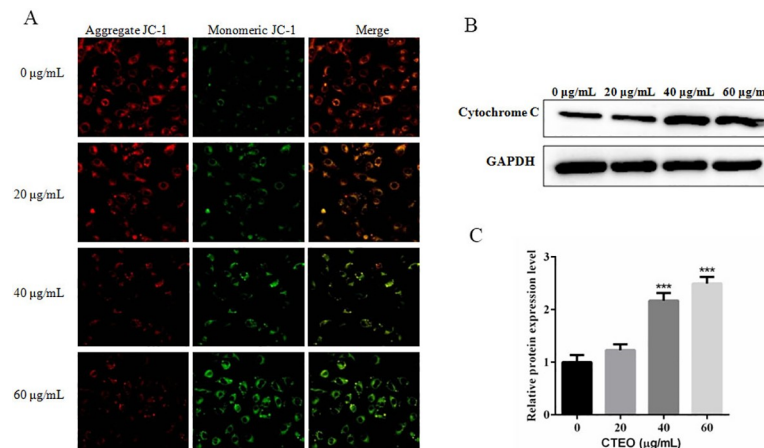 A
Aggregate JC-1 Monomeric JC-1 Merge
0 µg/mL
20 µg/mL
40 µg/mL
60 µg/mL
B
0 µg/mL 20 µg/mL 40 µg/mL 60 µg/m
Cytochrome C
GAPDH
C
Relative protein expression level
3
2
1
0
*** ***
0 20 40 60
CTEO (µg/mL)